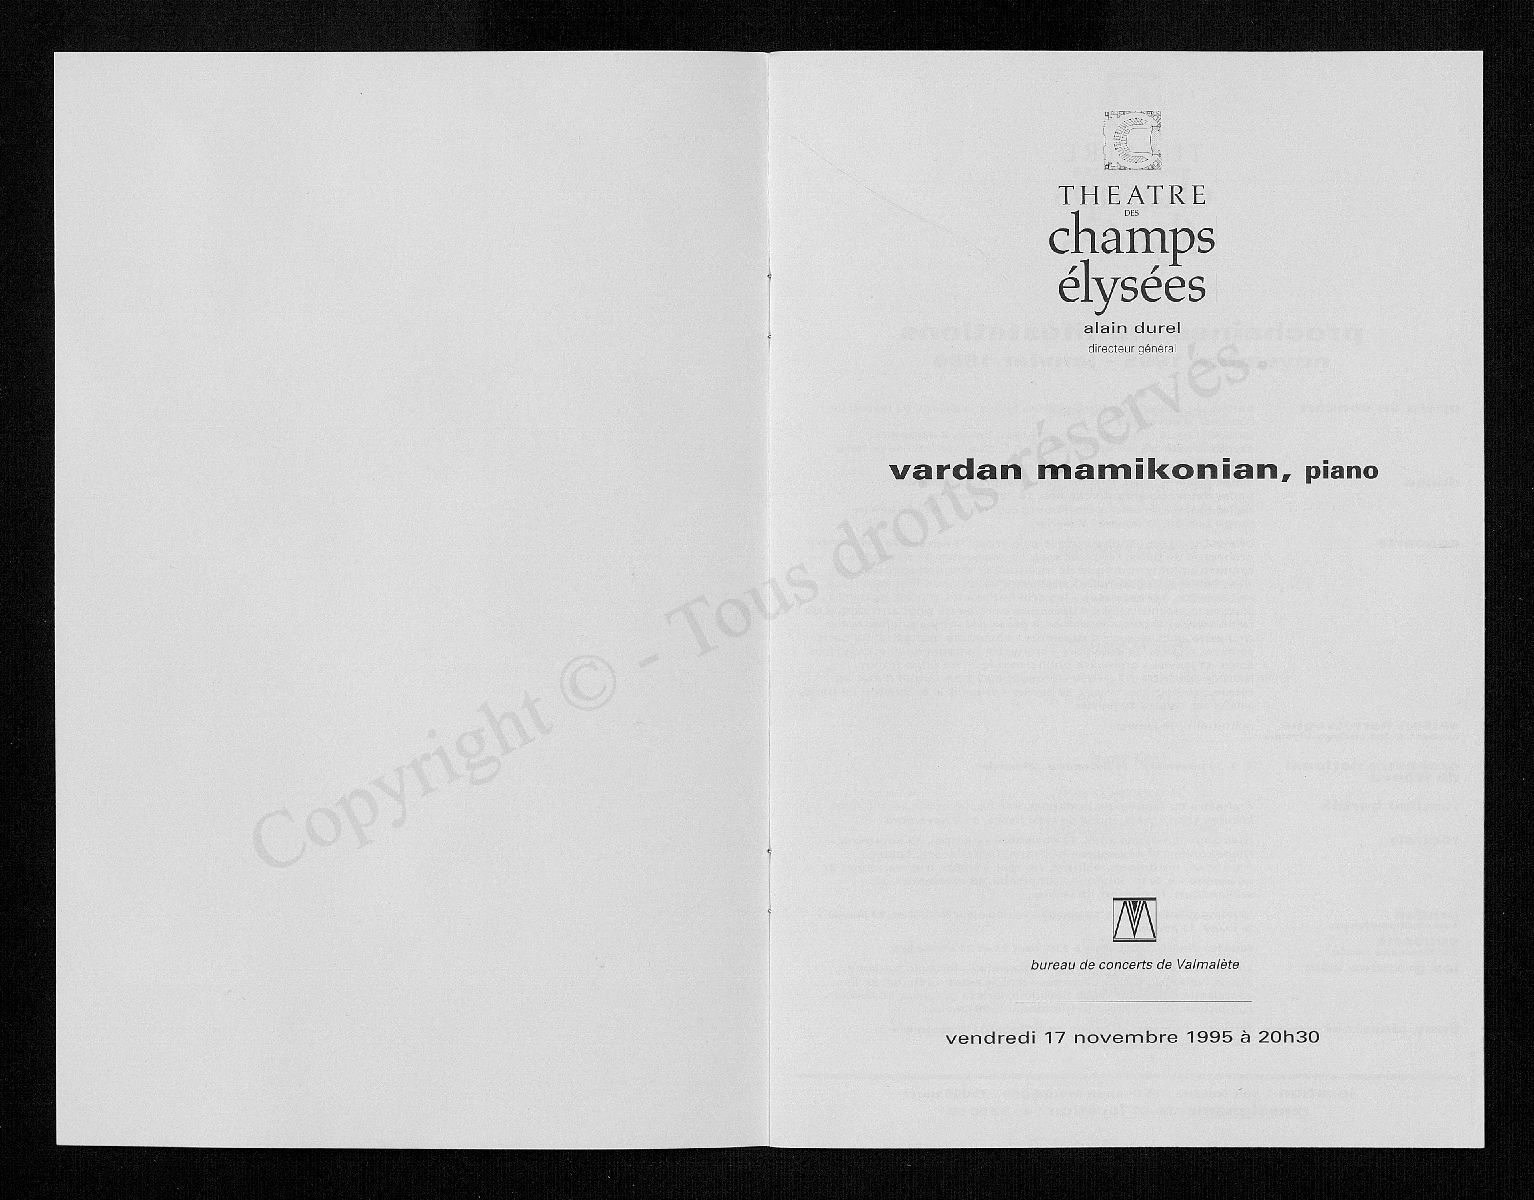 THEATRE
DES
champs
élysées
alain durel
directeur général
vardan mamikonian, piano
bureau de concerts de Valmalète
vendredi 17 novembre 1995 à 20h30
Copyright © - Tous droits réservés.